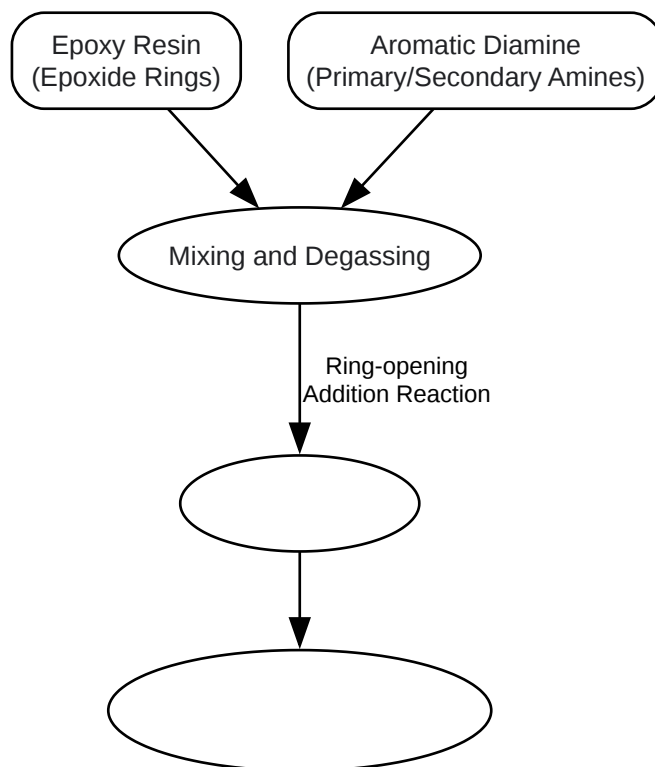 Epoxy Resin
(Epoxide Rings)
Aromatic Diamine
(Primary/Secondary Amines)
Mixing and Degassing
Ring-opening
Addition Reaction